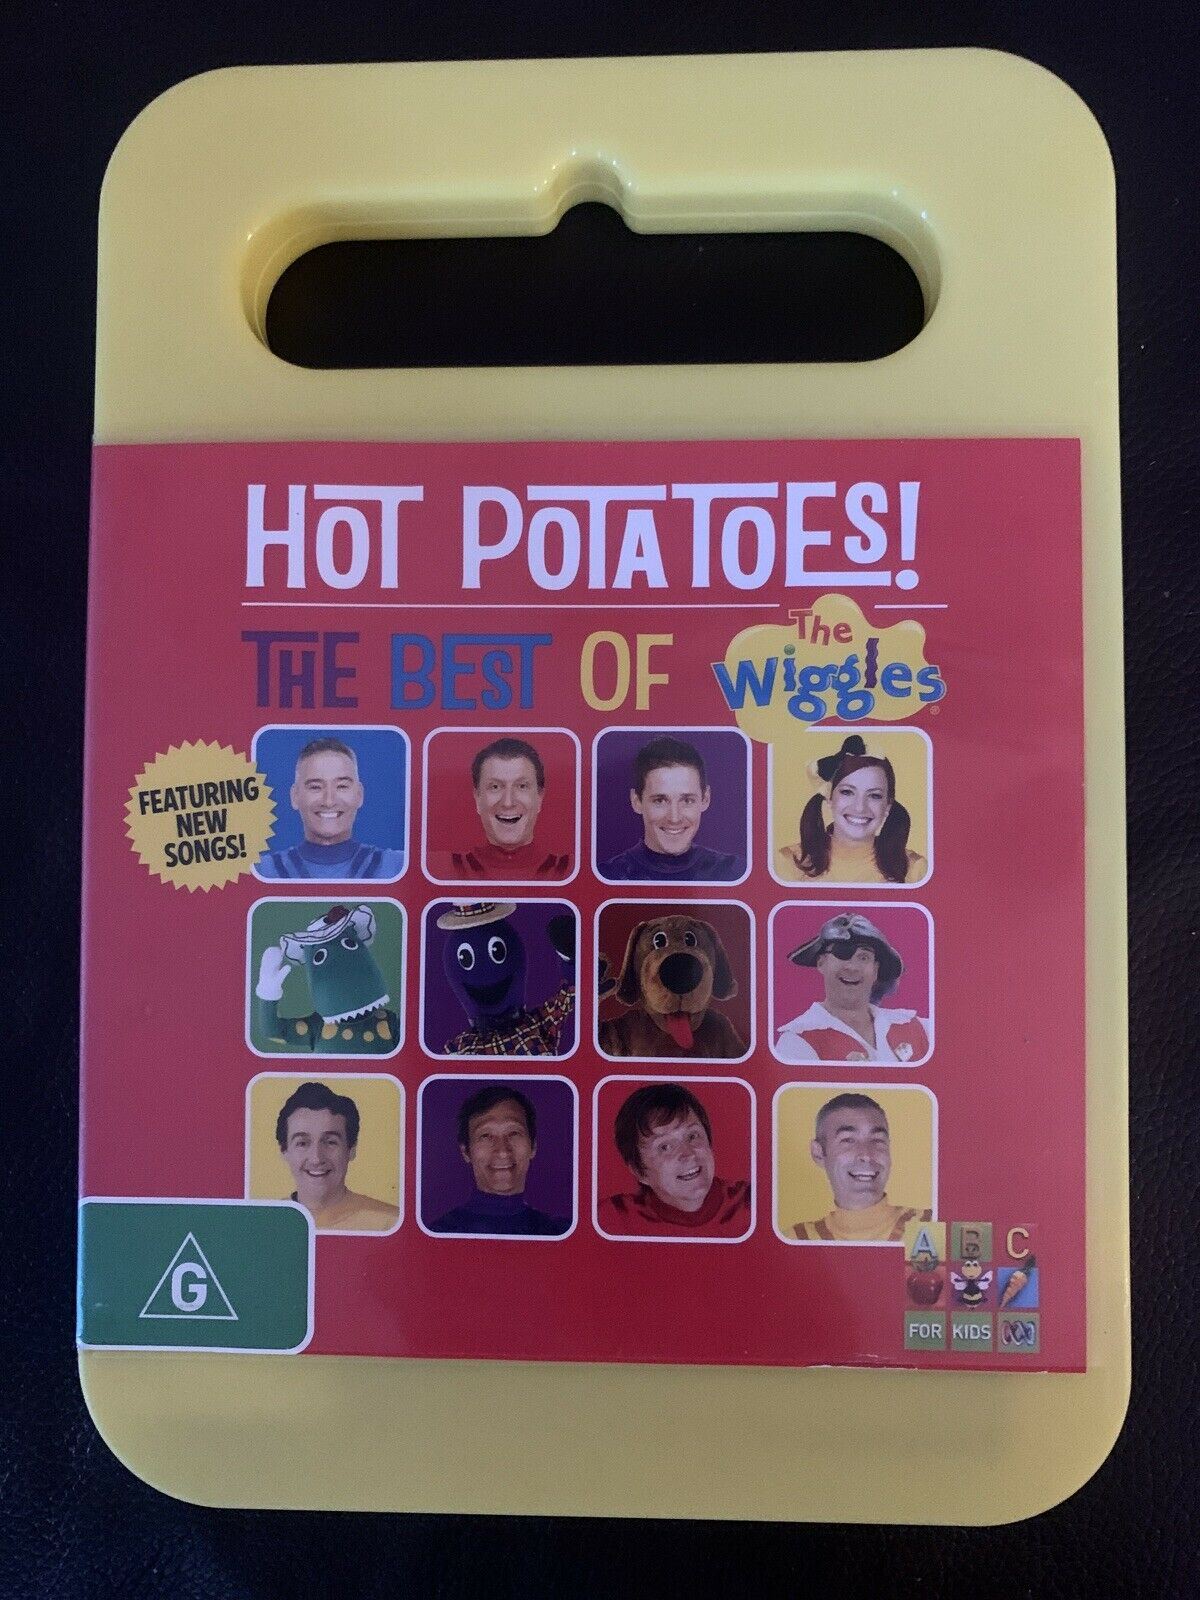 HOT POTATOES!
THE BEST OF The Wiggles®
FEATURING
NEW
SONGS!
G
A B C
FOR KIDS